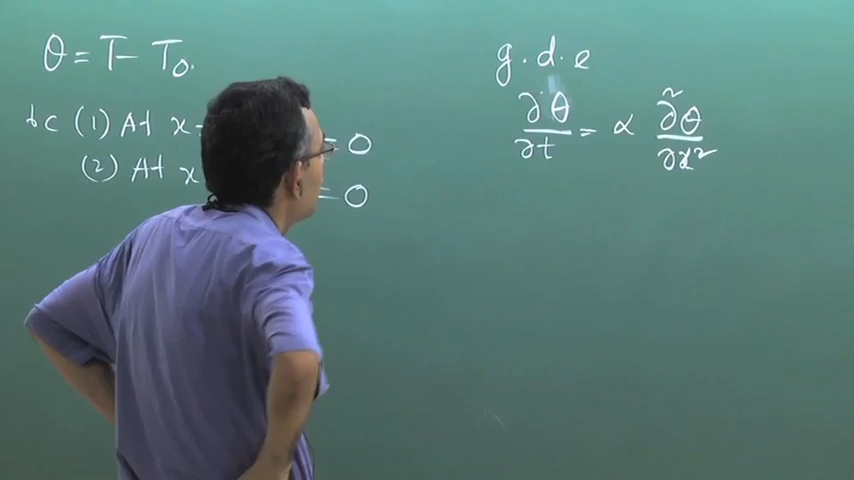 θ = T - T₀.
bc (1) At x = 0
(2) At x = 0
g.d.e
∂θ/∂t = α ∂²θ/∂x²